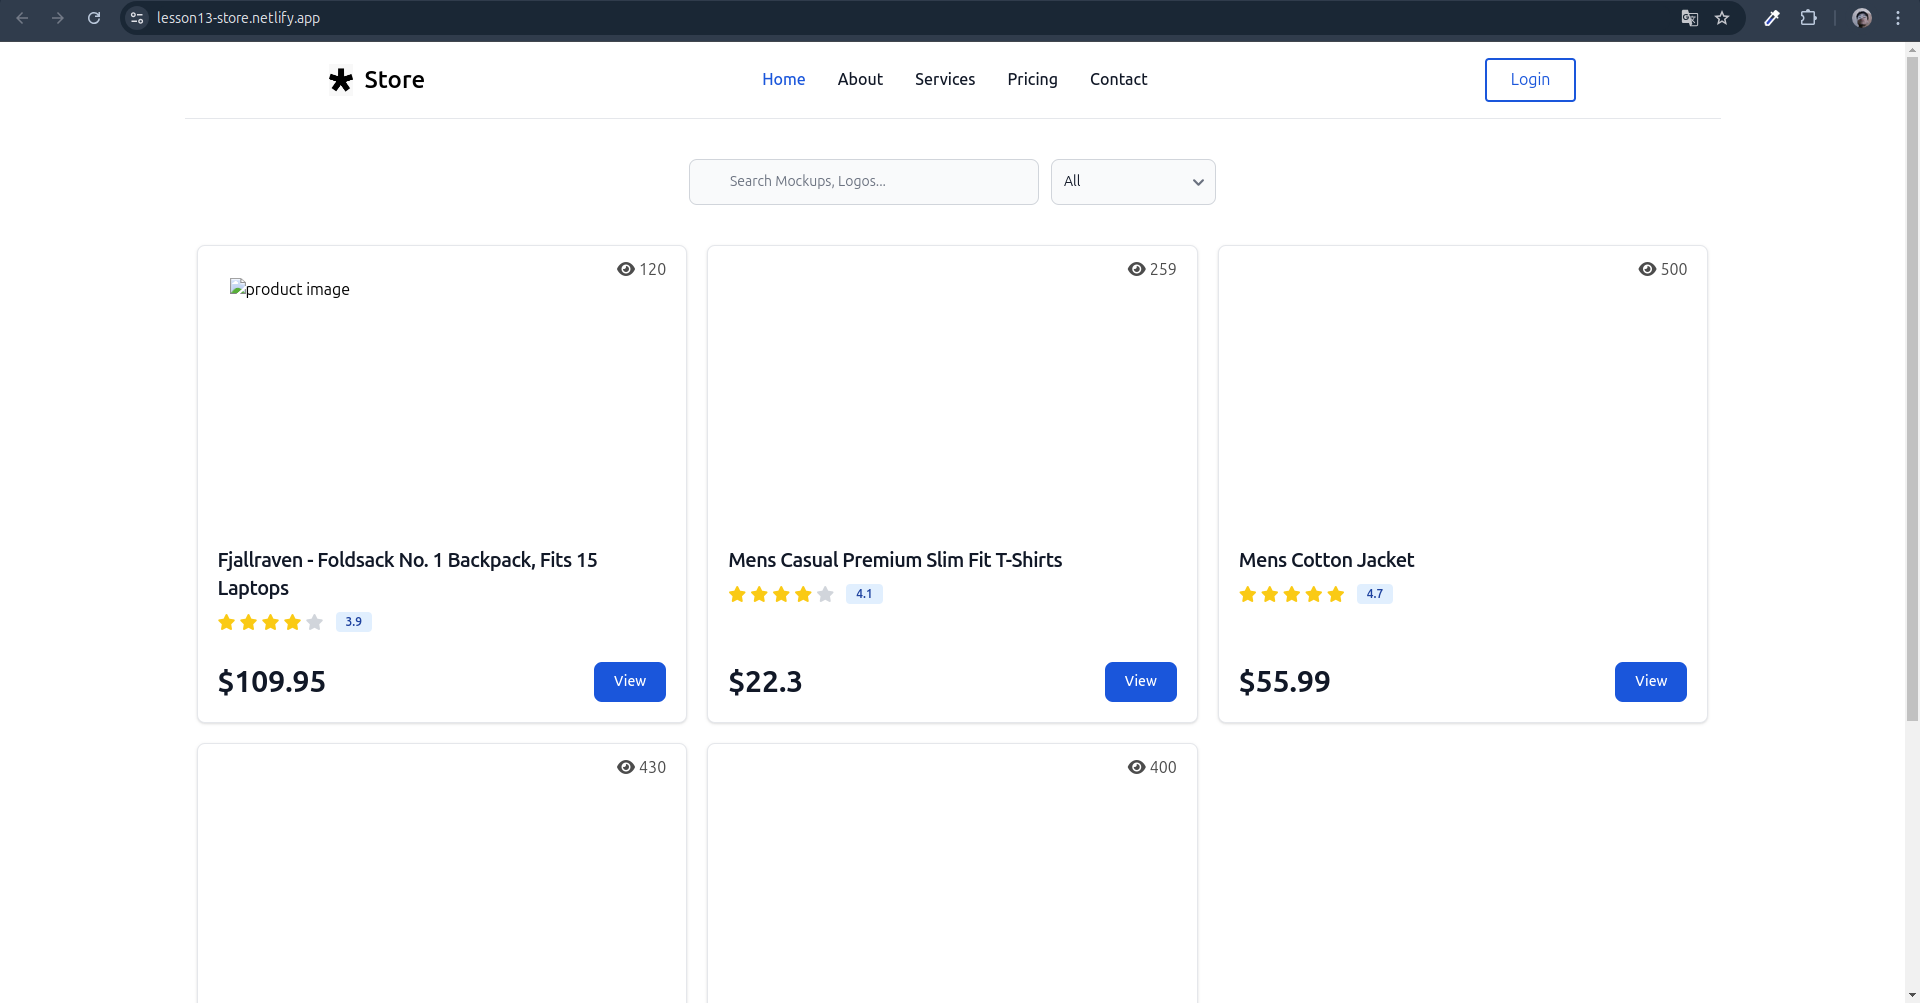 lesson13-store.netlify.app
Store
Home About Services Pricing Contact
Login
Search Mockups, Logos...
All
120
259
500
product image
Fjallraven - Foldsack No. 1 Backpack, Fits 15
Laptops
3.9
$109.95
View
Mens Casual Premium Slim Fit T-Shirts
4.1
$22.3
View
Mens Cotton Jacket
4.7
$55.99
View
430
400